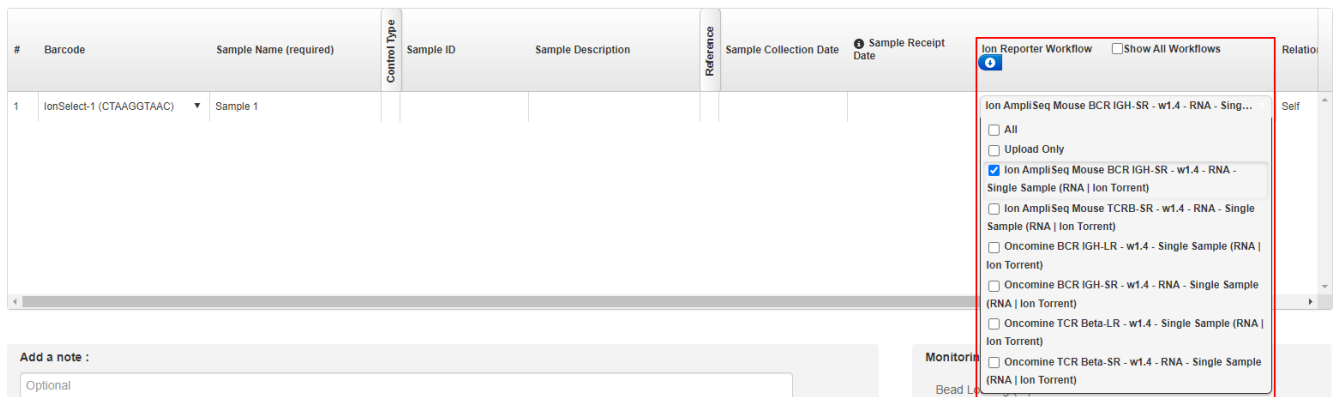 #
Barcode
Sample Name (required)
Control Type
Sample ID
Sample Description
Reference
Sample Collection Date
Sample Receipt
Date
Ion Reporter Workflow
Show All Workflows
1
IonSelect-1 (CTAAGGTAAC)
Sample 1
Ion AmpliSeq Mouse BCR IGH-SR - w1.4 - RNA - Sing...
Self
All
Upload Only
Ion AmpliSeq Mouse BCR IGH-SR - w1.4 - RNA -
Single Sample (RNA | Ion Torrent)
Ion AmpliSeq Mouse TCRB-SR - w1.4 - RNA - Single
Sample (RNA | Ion Torrent)
Oncomine BCR IGH-LR - w1.4 - Single Sample (RNA |
Ion Torrent)
Oncomine BCR IGH-SR - w1.4 - RNA - Single Sample
(RNA | Ion Torrent)
Oncomine TCR Beta-LR - w1.4 - Single Sample (RNA |
Ion Torrent)
Oncomine TCR Beta-SR - w1.4 - RNA - Single Sample
(RNA | Ion Torrent)
Add a note :
Optional
Bead